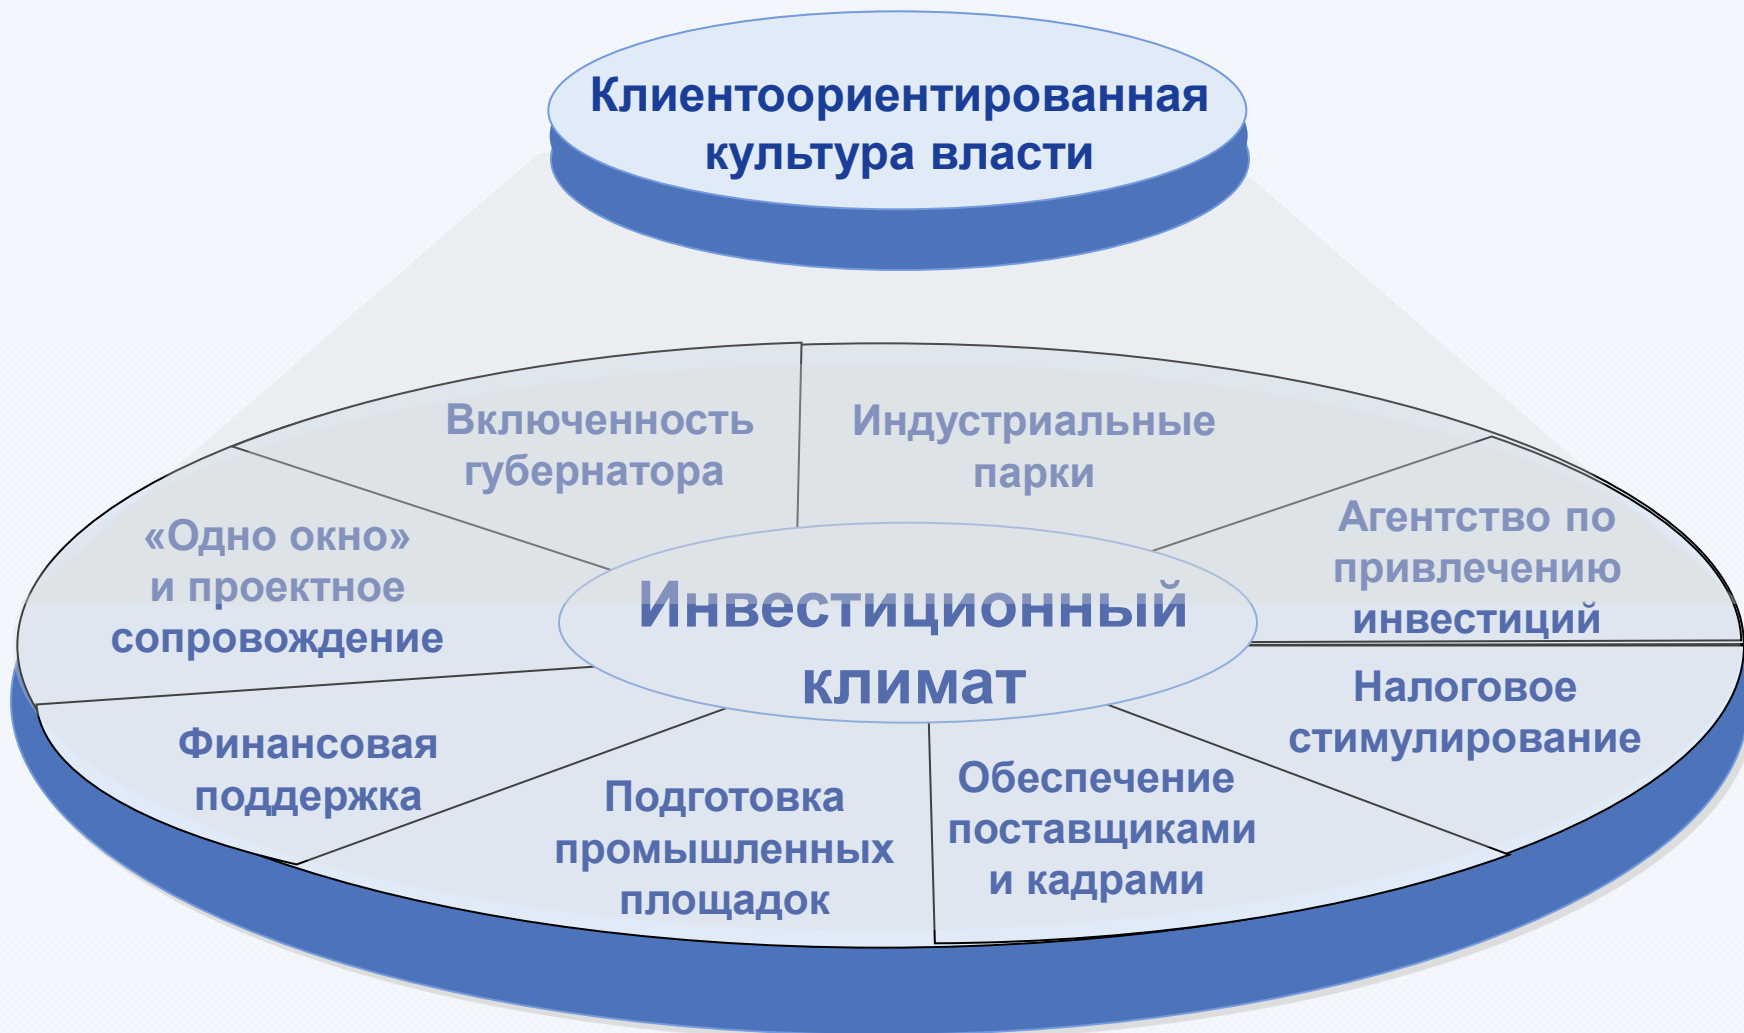 Клиентоориентированная
культура власти
Включенность
губернатора
Индустриальные
парки
«Одно окно»
и проектное
сопровождение
Агентство по
привлечению
инвестиций
Инвестиционный
климат
Финансовая
поддержка
Подготовка
промышленных
площадок
Обеспечение
поставщиками
и кадрами
Налоговое
стимулирование